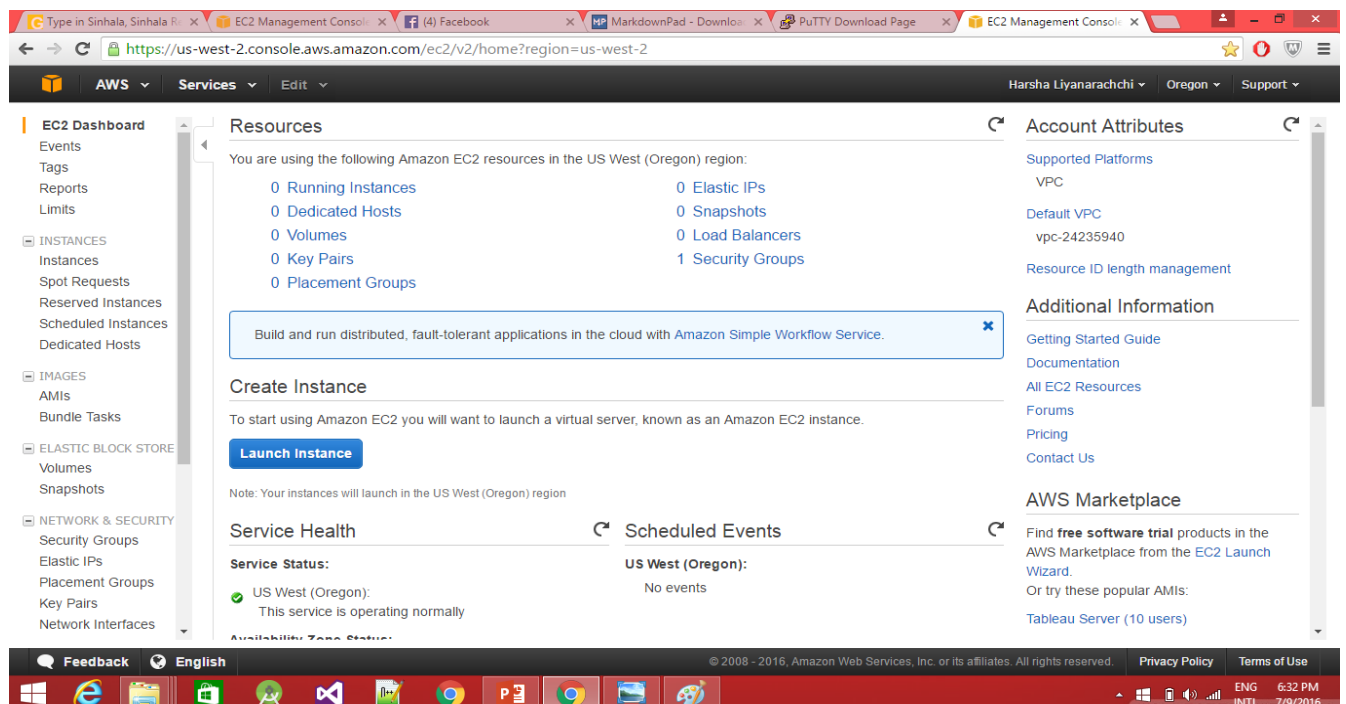 Type in Sinhala, Sinhala R
EC2 Management Console
(4) Facebook
MarkdownPad - Downloa
PuTTY Download Page
EC2 Management Console
https://us-west-2.console.aws.amazon.com/ec2/v2/home?region=us-west-2
AWS Services Edit
Harsha Liyanarachchi Oregon Support
EC2 Dashboard
Events
Tags
Reports
Limits
INSTANCES
Instances
Spot Requests
Reserved Instances
Scheduled Instances
Dedicated Hosts
IMAGES
AMIs
Bundle Tasks
ELASTIC BLOCK STORE
Volumes
Snapshots
NETWORK & SECURITY
Security Groups
Elastic IPs
Placement Groups
Key Pairs
Network Interfaces
Resources
You are using the following Amazon EC2 resources in the US West (Oregon) region:
0 Running Instances
0 Dedicated Hosts
0 Volumes
0 Key Pairs
0 Placement Groups
0 Elastic IPs
0 Snapshots
0 Load Balancers
1 Security Groups
Build and run distributed, fault-tolerant applications in the cloud with Amazon Simple Workflow Service.
Create Instance
To start using Amazon EC2 you will want to launch a virtual server, known as an Amazon EC2 instance.
Launch Instance
Note: Your instances will launch in the US West (Oregon) region
Service Health
Service Status:
US West (Oregon):
This service is operating normally
Availability Zone Status:
Scheduled Events
US West (Oregon):
No events
Account Attributes
Supported Platforms
VPC
Default VPC
vpc-24235940
Resource ID length management
Additional Information
Getting Started Guide
Documentation
All EC2 Resources
Forums
Pricing
Contact Us
AWS Marketplace
Find free software trial products in the
AWS Marketplace from the EC2 Launch
Wizard.
Or try these popular AMIs:
Tableau Server (10 users)
Feedback English
© 2008 - 2016, Amazon Web Services, Inc. or its affiliates. All rights reserved. Privacy Policy Terms of Use
ENG 6:32 PM
INTL 7/9/2016